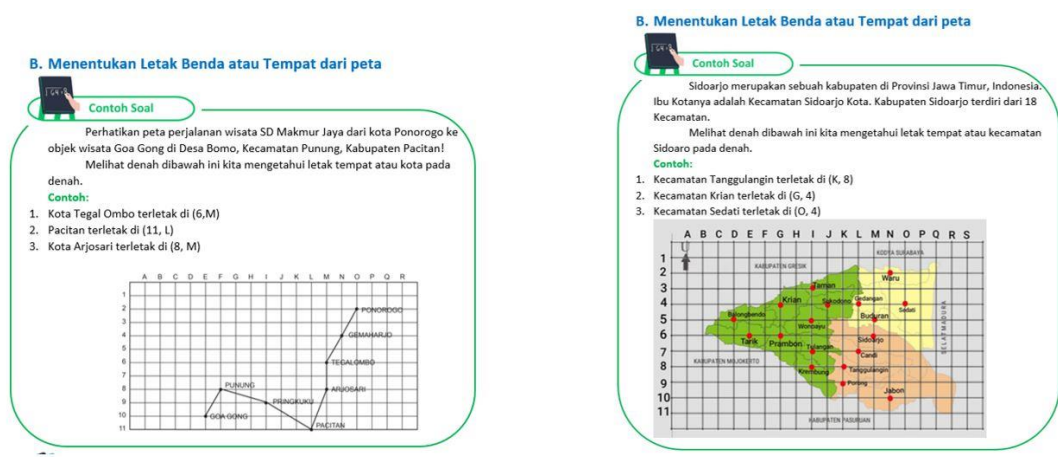 B. Menentukan Letak Benda atau Tempat dari peta
Contoh Soal
Perhatikan peta perjalanan wisata SD Makmur Jaya dari kota Ponorogo ke
objek wisata Goa Gong di Desa Bomo, Kecamatan Punung, Kabupaten Pacitan!
Melihat denah dibawah ini kita mengetahui letak tempat atau kota pada
denah.
Contoh:
1. Kota Tegal Ombo terletak di (6,M)
2. Pacitan terletak di (11, L)
3. Kota Arjosari terletak di (8, M)
A B C D E F G H I J K L M N O P Q R
1
2
3
4
5
6
7
8
9
10
11
PONOROGO
GEMAHARJO
TEGALOMBO
PUNUNG
ARJOSARI
PRINGKUKU
GOA GONG
PACITAN
B. Menentukan Letak Benda atau Tempat dari peta
Contoh Soal
Sidoarjo merupakan sebuah kabupaten di Provinsi Jawa Timur, Indonesia.
Ibu Kotanya adalah Kecamatan Sidoarjo Kota. Kabupaten Sidoarjo terdiri dari 18
Kecamatan.
Melihat denah dibawah ini kita mengetahui letak tempat atau kecamatan
Sidoaro pada denah.
Contoh:
1. Kecamatan Tanggulangin terletak di (K, 8)
2. Kecamatan Krian terletak di (G, 4)
3. Kecamatan Sedati terletak di (O, 4)
A B C D E F G H I J K L M N O P Q R S
U
1
2
3
4
5
6
7
8
9
10
11
KODYA SURABAYA
KABUPATEN GRESIK
Waru
Taman
Krian
Sukodono
Gedangan
Sedati
Balongbendo
Wonoayu
Buduran
Tarik
Prambon
Tulangan
Sidoarjo
SELAT MADURA
Candi
KABUPATEN MOJOKERTO
Krembung
Tanggulangin
Porong
Jabon
KABUPATEN PASURUAN